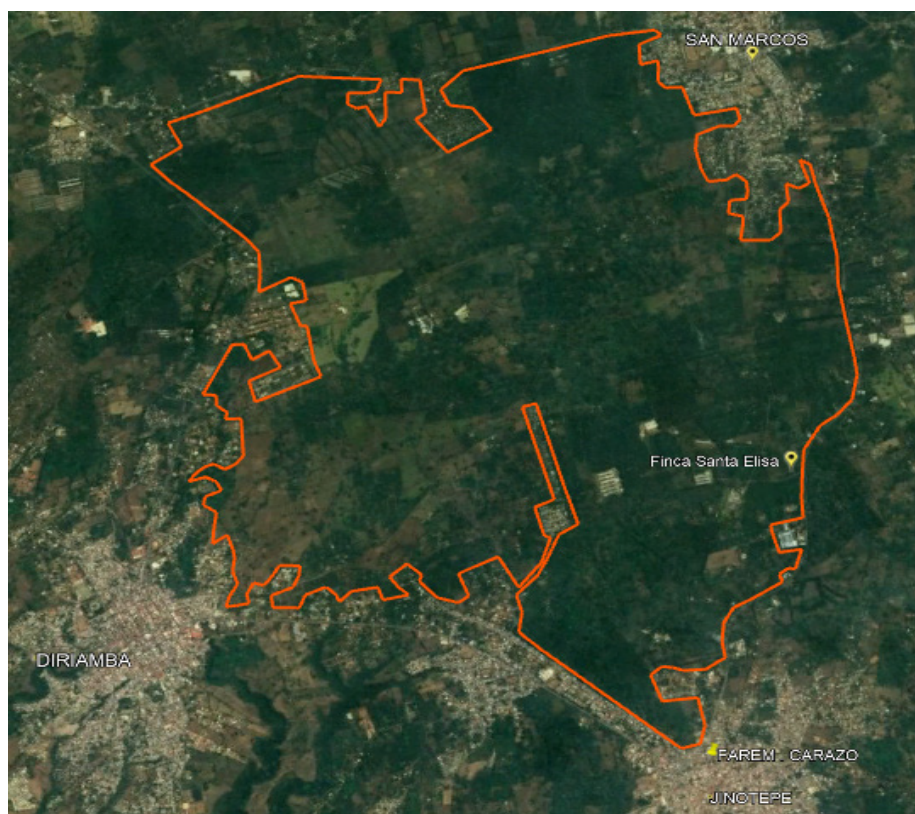 SAN MARCOS
Finca Santa Elisa
DIRIAMBA
FAREM _ CARAZO
JINOTEPE